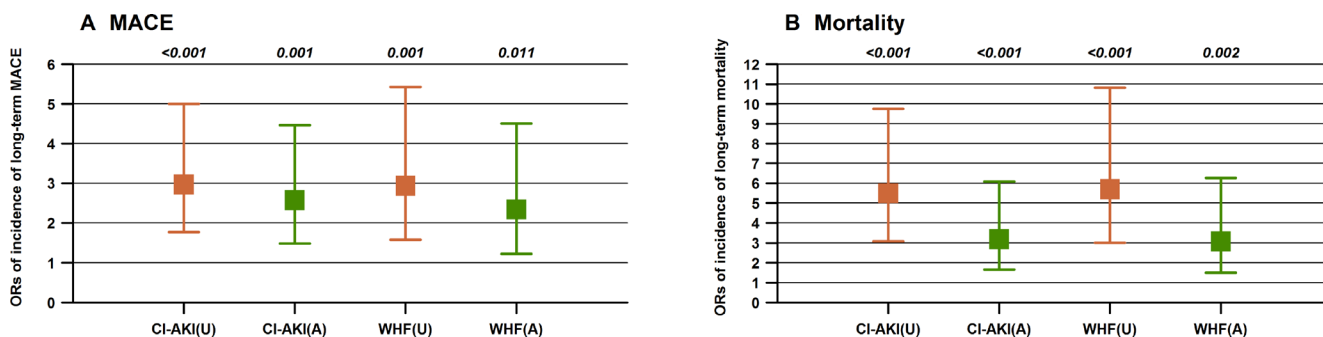 A MACE
<0.001 0.001 0.001 0.011
ORs of incidence of long-term MACE
6
5
4
3
2
1
0
CI-AKI(U) CI-AKI(A) WHF(U) WHF(A)
B Mortality
<0.001 <0.001 <0.001 0.002
ORs of incidence of long-term mortality
12
11
10
9
8
7
6
5
4
3
2
1
0
CI-AKI(U) CI-AKI(A) WHF(U) WHF(A)